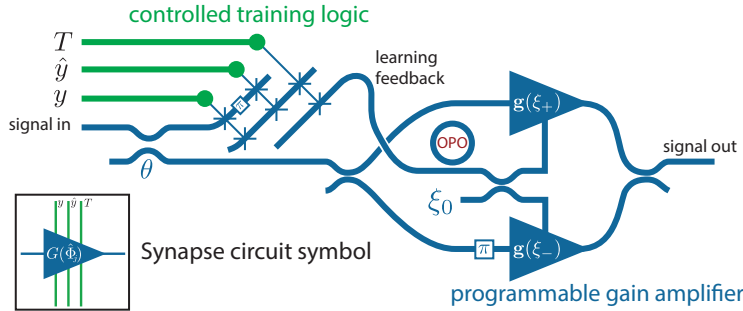 controlled training logic
T
ŷ
y
signal in
θ
π
learning
feedback
OPO
ξ₀
g(ξ₊)
π
g(ξ₋)
signal out
programmable gain amplifier
y ŷ T
G(Φ̂ⱼ)
Synapse circuit symbol